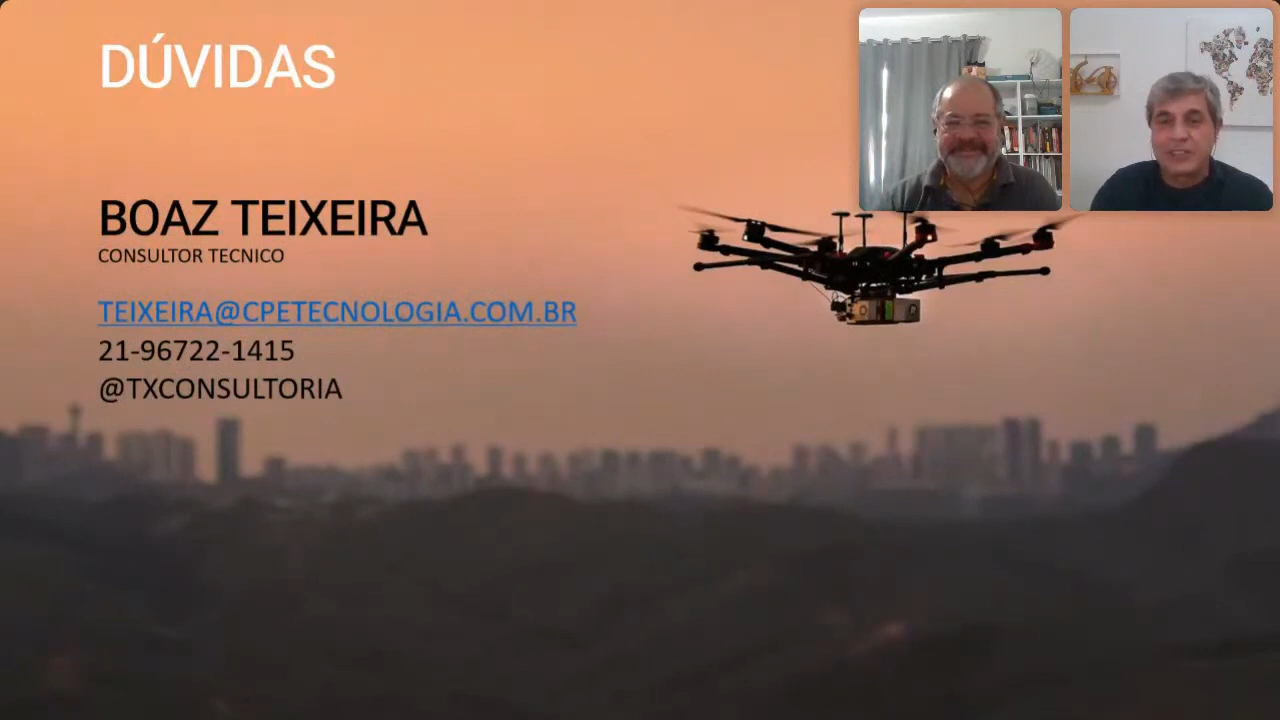 DÚVIDAS
BOAZ TEIXEIRA
CONSULTOR TECNICO
TEIXEIRA@CPETECNOLOGIA.COM.BR
21-96722-1415
@TXCONSULTORIA